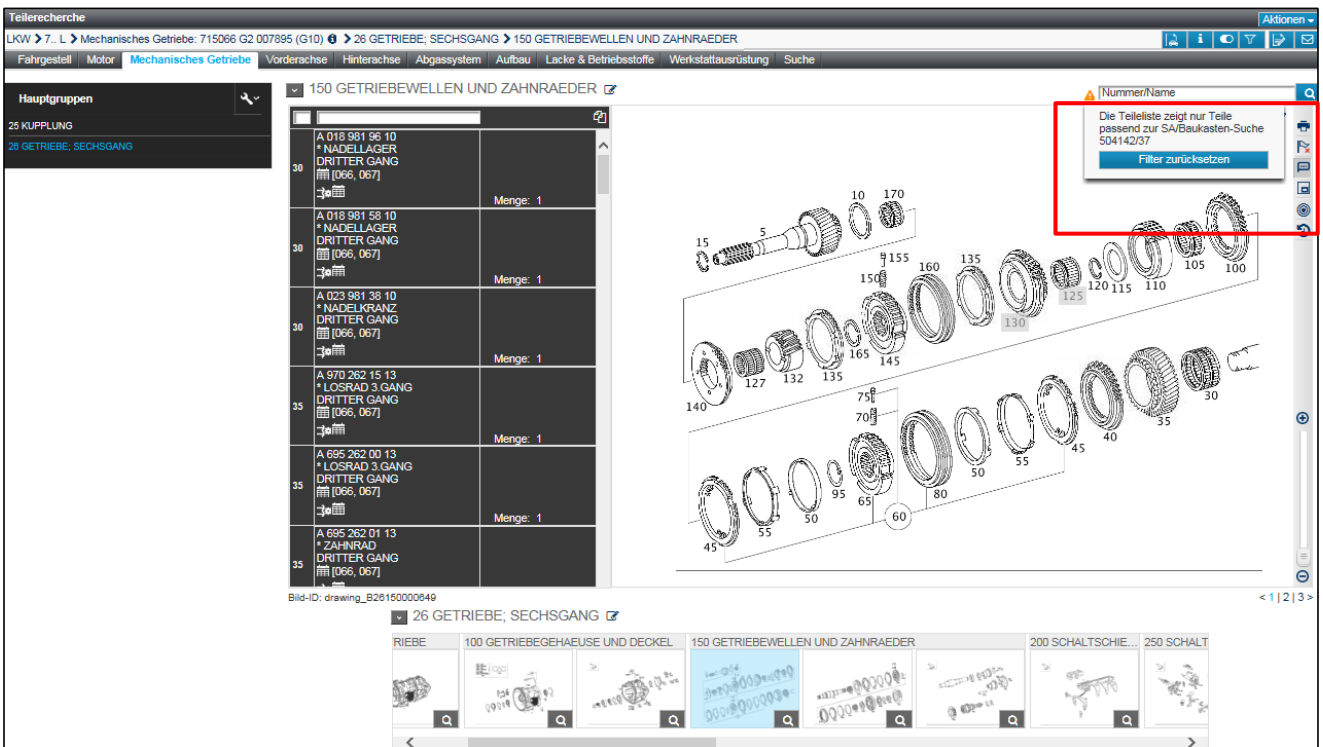 Teilerecherche
Aktionen
LKW > 7.. L > Mechanisches Getriebe: 715066 G2 007895 (G10) > 26 GETRIEBE; SECHSGANG > 150 GETRIEBEWELLEN UND ZAHNRAEDER
Fahrgestell Motor Mechanisches Getriebe Vorderachse Hinterachse Abgassystem Aufbau Lacke & Betriebsstoffe Werkstattausrüstung Suche
Hauptgruppen
25 KUPPLUNG
26 GETRIEBE; SECHSGANG
150 GETRIEBEWELLEN UND ZAHNRAEDER
Nummer/Name
Die Teileliste zeigt nur Teile
passend zur SA/Baukasten-Suche
504142/37
Filter zurücksetzen
A 018 981 96 10
* NADELLAGER
DRITTER GANG
30 [066, 067]
Menge: 1
A 018 981 58 10
* NADELLAGER
DRITTER GANG
30 [066, 067]
Menge: 1
A 023 981 38 10
* NADELKRANZ
DRITTER GANG
30 [066, 067]
Menge: 1
A 970 262 15 13
* LOSRAD 3.GANG
DRITTER GANG
35 [066, 067]
Menge: 1
A 695 262 00 13
* LOSRAD 3.GANG
DRITTER GANG
35 [066, 067]
Menge: 1
A 695 262 01 13
* ZAHNRAD
DRITTER GANG
35 [066, 067]
10 170
5
15
155 160 135
150
105 100
120 115 110
125
130
165 145
127 132 135
140
75
70
30
35
40
45
55
50
80
95 65
60
50
55
45
Bild-ID: drawing_B26150000649
< 1 | 2 | 3 >
26 GETRIEBE; SECHSGANG
RIEBE 100 GETRIEBEGEHAEUSE UND DECKEL 150 GETRIEBEWELLEN UND ZAHNRAEDER 200 SCHALTSCHIE... 250 SCHALT